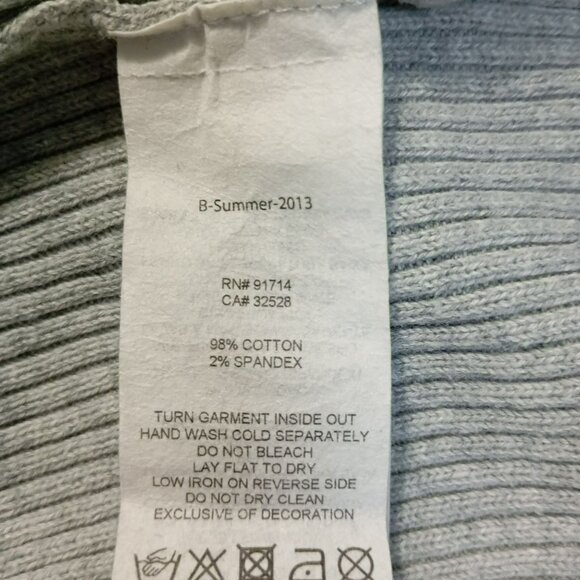 B-Summer-2013
RN# 91714
CA# 32528
98% COTTON
2% SPANDEX
TURN GARMENT INSIDE OUT
HAND WASH COLD SEPARATELY
DO NOT BLEACH
LAY FLAT TO DRY
LOW IRON ON REVERSE SIDE
DO NOT DRY CLEAN
EXCLUSIVE OF DECORATION